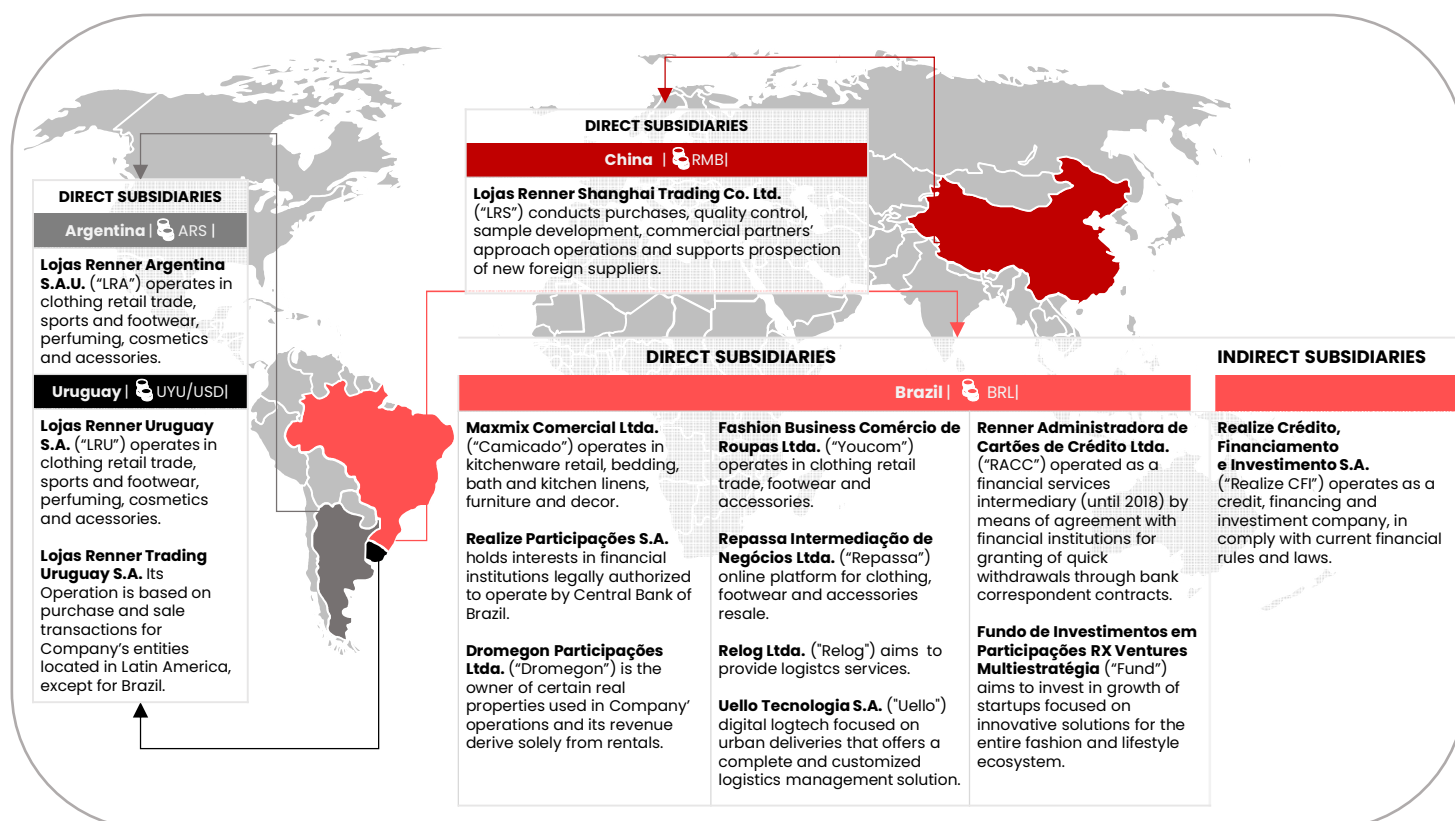 DIRECT SUBSIDIARIES
Argentina | ARS |
Lojas Renner Argentina
S.A.U. (“LRA”) operates in
clothing retail trade,
sports and footwear,
perfuming, cosmetics
and acessories.
Uruguay | UYU/USD|
Lojas Renner Uruguay
S.A. (“LRU”) operates in
clothing retail trade,
sports and footwear,
perfuming, cosmetics
and acessories.
Lojas Renner Trading
Uruguay S.A. Its
Operation is based on
purchase and sale
transactions for
Company’s entities
located in Latin America,
except for Brazil.
DIRECT SUBSIDIARIES
China | RMB|
Lojas Renner Shanghai Trading Co. Ltd.
(“LRS”) conducts purchases, quality control,
sample development, commercial partners’
approach operations and supports prospection
of new foreign suppliers.
DIRECT SUBSIDIARIES
Brazil | BRL|
Maxmix Comercial Ltda.
(“Camicado”) operates in
kitchenware retail, bedding,
bath and kitchen linens,
furniture and decor.
Realize Participações S.A.
holds interests in financial
institutions legally authorized
to operate by Central Bank of
Brazil.
Dromegon Participações
Ltda. (“Dromegon”) is the
owner of certain real
properties used in Company’
operations and its revenue
derive solely from rentals.
Fashion Business Comércio de
Roupas Ltda. (“Youcom”)
operates in clothing retail
trade, footwear and
accessories.
Repassa Intermediação de
Negócios Ltda. (“Repassa”)
online platform for clothing,
footwear and accessories
resale.
Relog Ltda. ("Relog") aims to
provide logistcs services.
Uello Tecnologia S.A. ("Uello")
digital logtech focused on
urban deliveries that offers a
complete and customized
logistics management solution.
Renner Administradora de
Cartões de Crédito Ltda.
(“RACC”) operated as a
financial services
intermediary (until 2018) by
means of agreement with
financial institutions for
granting of quick
withdrawals through bank
correspondent contracts.
Fundo de Investimentos em
Participações RX Ventures
Multiestratégia (“Fund”)
aims to invest in growth of
startups focused on
innovative solutions for the
entire fashion and lifestyle
ecosystem.
INDIRECT SUBSIDIARIES
Realize Crédito,
Financiamento
e Investimento S.A.
(“Realize CFI”) operates as a
credit, financing and
investiment company, in
comply with current financial
rules and laws.